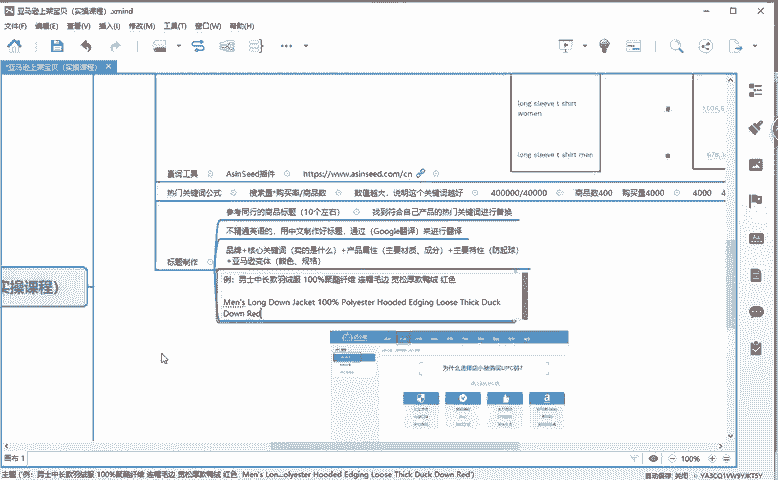 亚马逊上架宝贝（实操课程）.xmind
文件(F) 编辑(E) 查看(V) 插入(I) 修改(M) 工具(T) 窗口(W) 帮助(H)
*亚马逊上架宝贝（实操课程）
long sleeve t shirt
women
long sleeve t shirt men
查词工具 AsinSeed插件 https://www.asinseed.com/cn
热门关键词公式 搜索量*购买率/商品数 数值越大，说明这个关键词越好 400000/40000 商品数400 购买量4000 4000
参考同行的商品标题（10个左右） 找到符合自己产品的热门关键词进行替换
不精通英语的，用中文制作好标题，通过（Google翻译）来进行翻译
标题制作
品牌+核心关键词（卖的是什么）+产品属性（主要材质、成分）+主要特性（防起球）
+亚马逊变体（颜色、规格）
实操课程）
例：男士中长款羽绒服 100%聚酯纤维 连帽毛边 宽松厚款鸭绒 红色
Men's Long Down Jacket 100% Polyester Hooded Edging Loose Thick Duck
Down Red
画布 1
100%
主题 ('例：男士中长款羽绒服 100%聚酯纤维 连帽毛边 宽松厚款鸭绒 红色 Men's Lon...olyester Hooded Edging Loose Thick Duck Down Red')
自动保存: 关闭